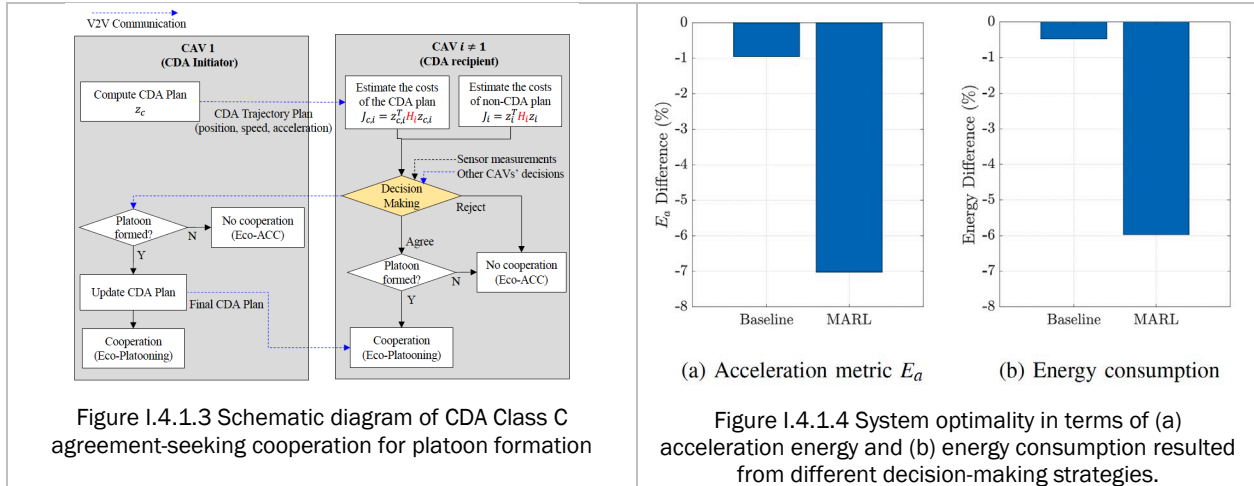 V2V Communication
CAV 1
(CDA Initiator)
Compute CDA Plan
z_c
CDA Trajectory Plan
(position, speed, acceleration)
Platoon
formed?
N
No cooperation
(Eco-ACC)
Y
Update CDA Plan
Final CDA Plan
Cooperation
(Eco-Platooning)
CAV i ≠ 1
(CDA recipient)
Estimate the costs
of the CDA plan
J_{c,i} = z_{c,i}^T H_i z_{c,i}
Estimate the costs of
non-CDA plan
J_i = z_i^T H_i z_i
Sensor measurements
Other CAVs' decisions
Decision
Making
Reject
Agree
Platoon
formed?
N
No cooperation
(Eco-ACC)
Y
Cooperation
(Eco-Platooning)
Figure I.4.1.3 Schematic diagram of CDA Class C
agreement-seeking cooperation for platoon formation
E_a Difference (%)
0
-1
-2
-3
-4
-5
-6
-7
-8
Baseline MARL
(a) Acceleration metric E_a
Energy Difference (%)
0
-1
-2
-3
-4
-5
-6
-7
-8
Baseline MARL
(b) Energy consumption
Figure I.4.1.4 System optimality in terms of (a)
acceleration energy and (b) energy consumption resulted
from different decision-making strategies.